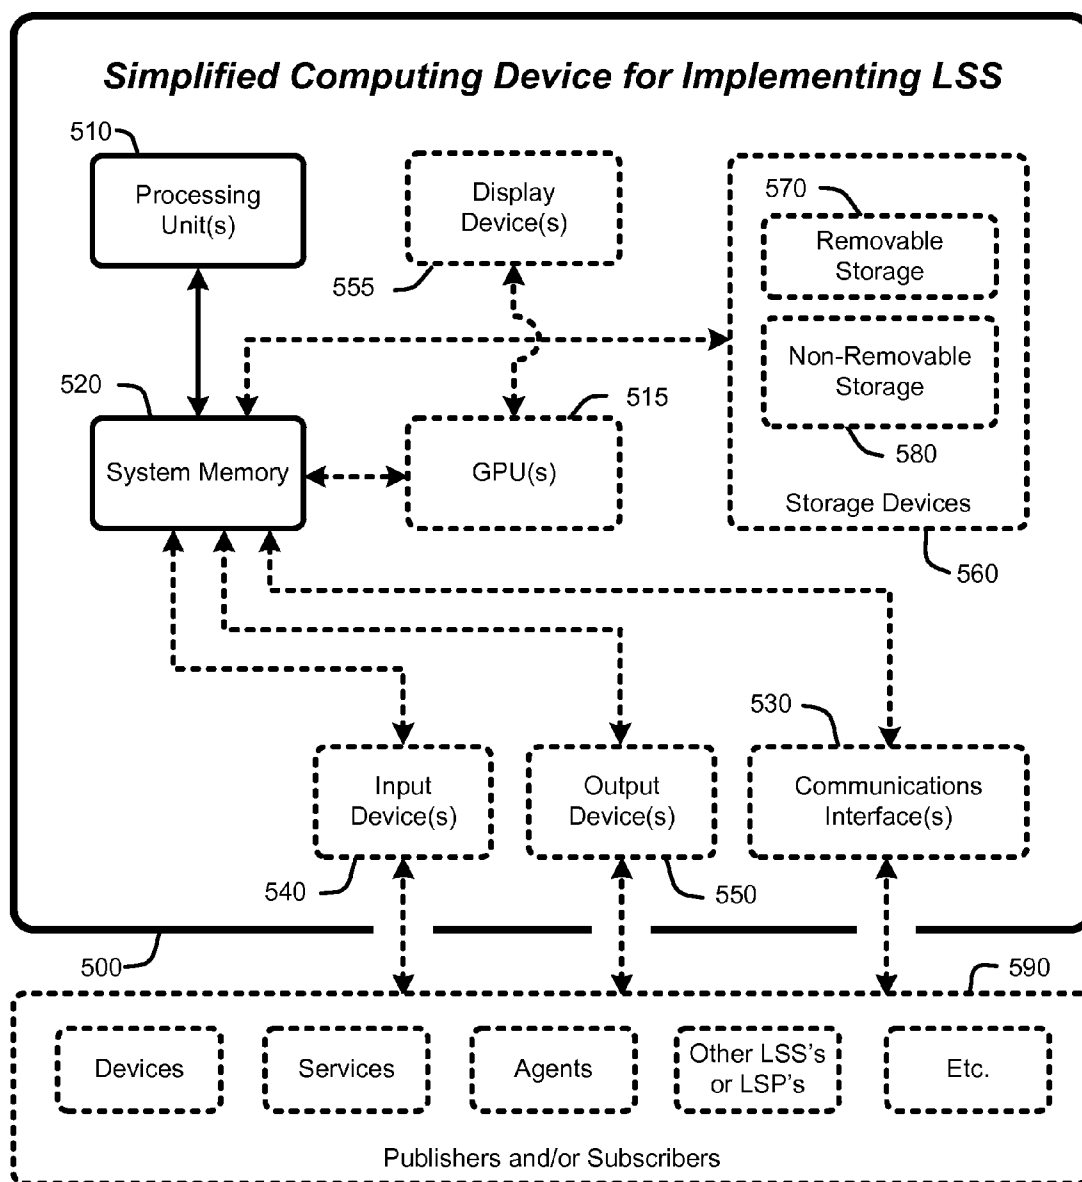 Simplified Computing Device for Implementing LSS
510
Processing
Unit(s)
Display
Device(s)
555
570
Removable
Storage
Non-Removable
Storage
580
Storage Devices
560
520
System Memory
515
GPU(s)
530
Input
Device(s)
540
Output
Device(s)
550
Communications
Interface(s)
500
590
Devices
Services
Agents
Other LSS's
or LSP's
Etc.
Publishers and/or Subscribers